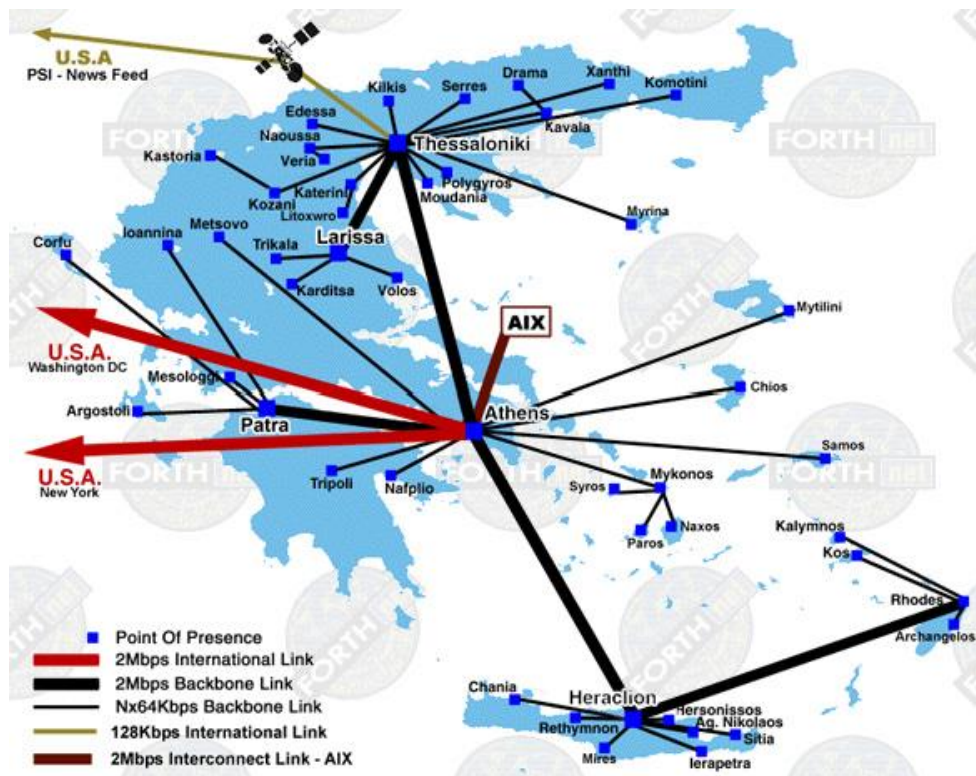 U.S.A
PSI - News Feed
Kilkis
Serres
Drama
Xanthi
Komotini
Edessa
Naoussa
Veria
Kavala
Thessaloniki
Kastoria
Kozani
Katerini
Litoxwro
Polygyros
Moudania
Myrina
Corfu
Ioannina
Metsovo
Trikala
Larissa
Karditsa
Volos
Mytilini
AIX
U.S.A.
Washington DC
Mesologgi
Chios
Argostoli
Patra
Athens
U.S.A.
New York
Tripoli
Nafplio
Samos
Syros
Mykonos
Paros
Naxos
Kalymnos
Kos
Rhodes
Archangelos
Chania
Heraclion
Rethymnon
Hersonissos
Ag. Nikolaos
Sitia
Mires
Ierapetra
Point Of Presence
2Mbps International Link
2Mbps Backbone Link
Nx64Kbps Backbone Link
128Kbps International Link
2Mbps Interconnect Link - AIX
FORTHnet